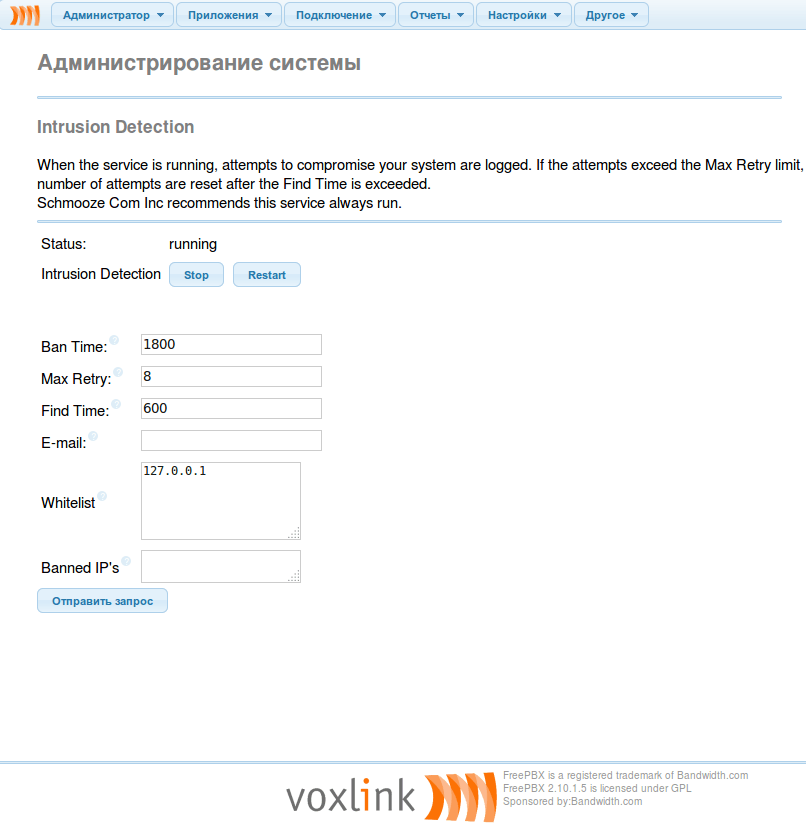 Администратор Приложения Подключение Отчеты Настройки Другое
Администрирование системы
Intrusion Detection
When the service is running, attempts to compromise your system are logged. If the attempts exceed the Max Retry limit,
number of attempts are reset after the Find Time is exceeded.
Schmooze Com Inc recommends this service always run.
Status: running
Intrusion Detection Stop Restart
Ban Time: ? 1800
Max Retry: ? 8
Find Time: ? 600
E-mail: ?
127.0.0.1
Whitelist ?
Banned IP's ?
Отправить запрос
voxlink
FreePBX is a registered trademark of Bandwidth.com
FreePBX 2.10.1.5 is licensed under GPL
Sponsored by:Bandwidth.com